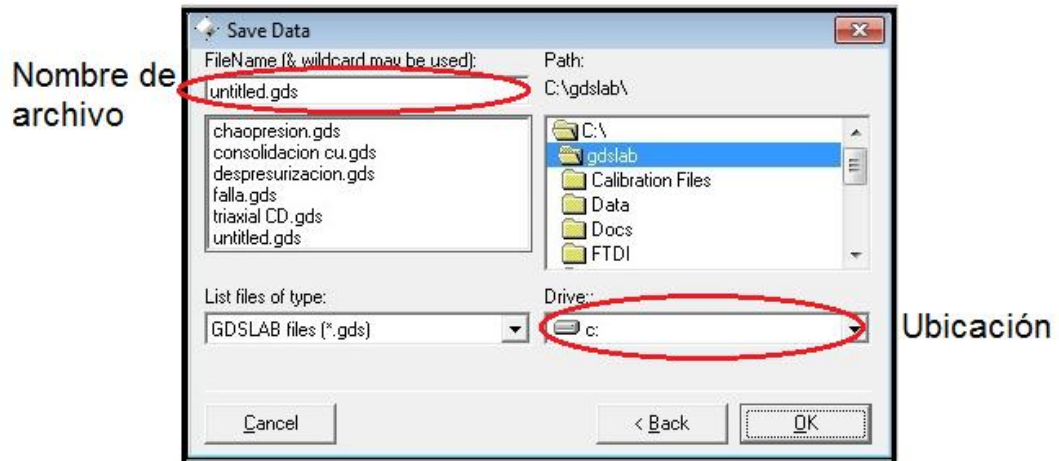 Save Data
FileName (& wildcard may be used):
untitled.gds
Nombre de
archivo
chaopresion.gds
consolidacion cu.gds
despresurizacion.gds
falla.gds
triaxial CD.gds
untitled.gds
Path:
C:\gdslab\
C:\
gdslab
Calibration Files
Data
Docs
FTDI
List files of type:
GDSLAB files (*.gds)
Drive::
c:
Ubicación
Cancel
< Back
OK